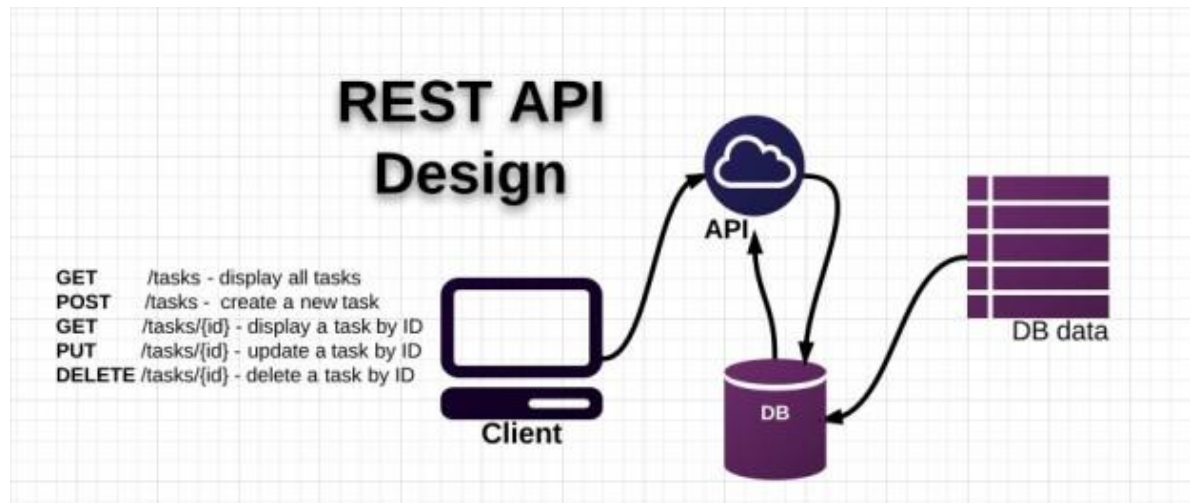 REST API
Design
GET /tasks - display all tasks
POST /tasks - create a new task
GET /tasks/{id} - display a task by ID
PUT /tasks/{id} - update a task by ID
DELETE /tasks/{id} - delete a task by ID
Client
API
DB
DB data